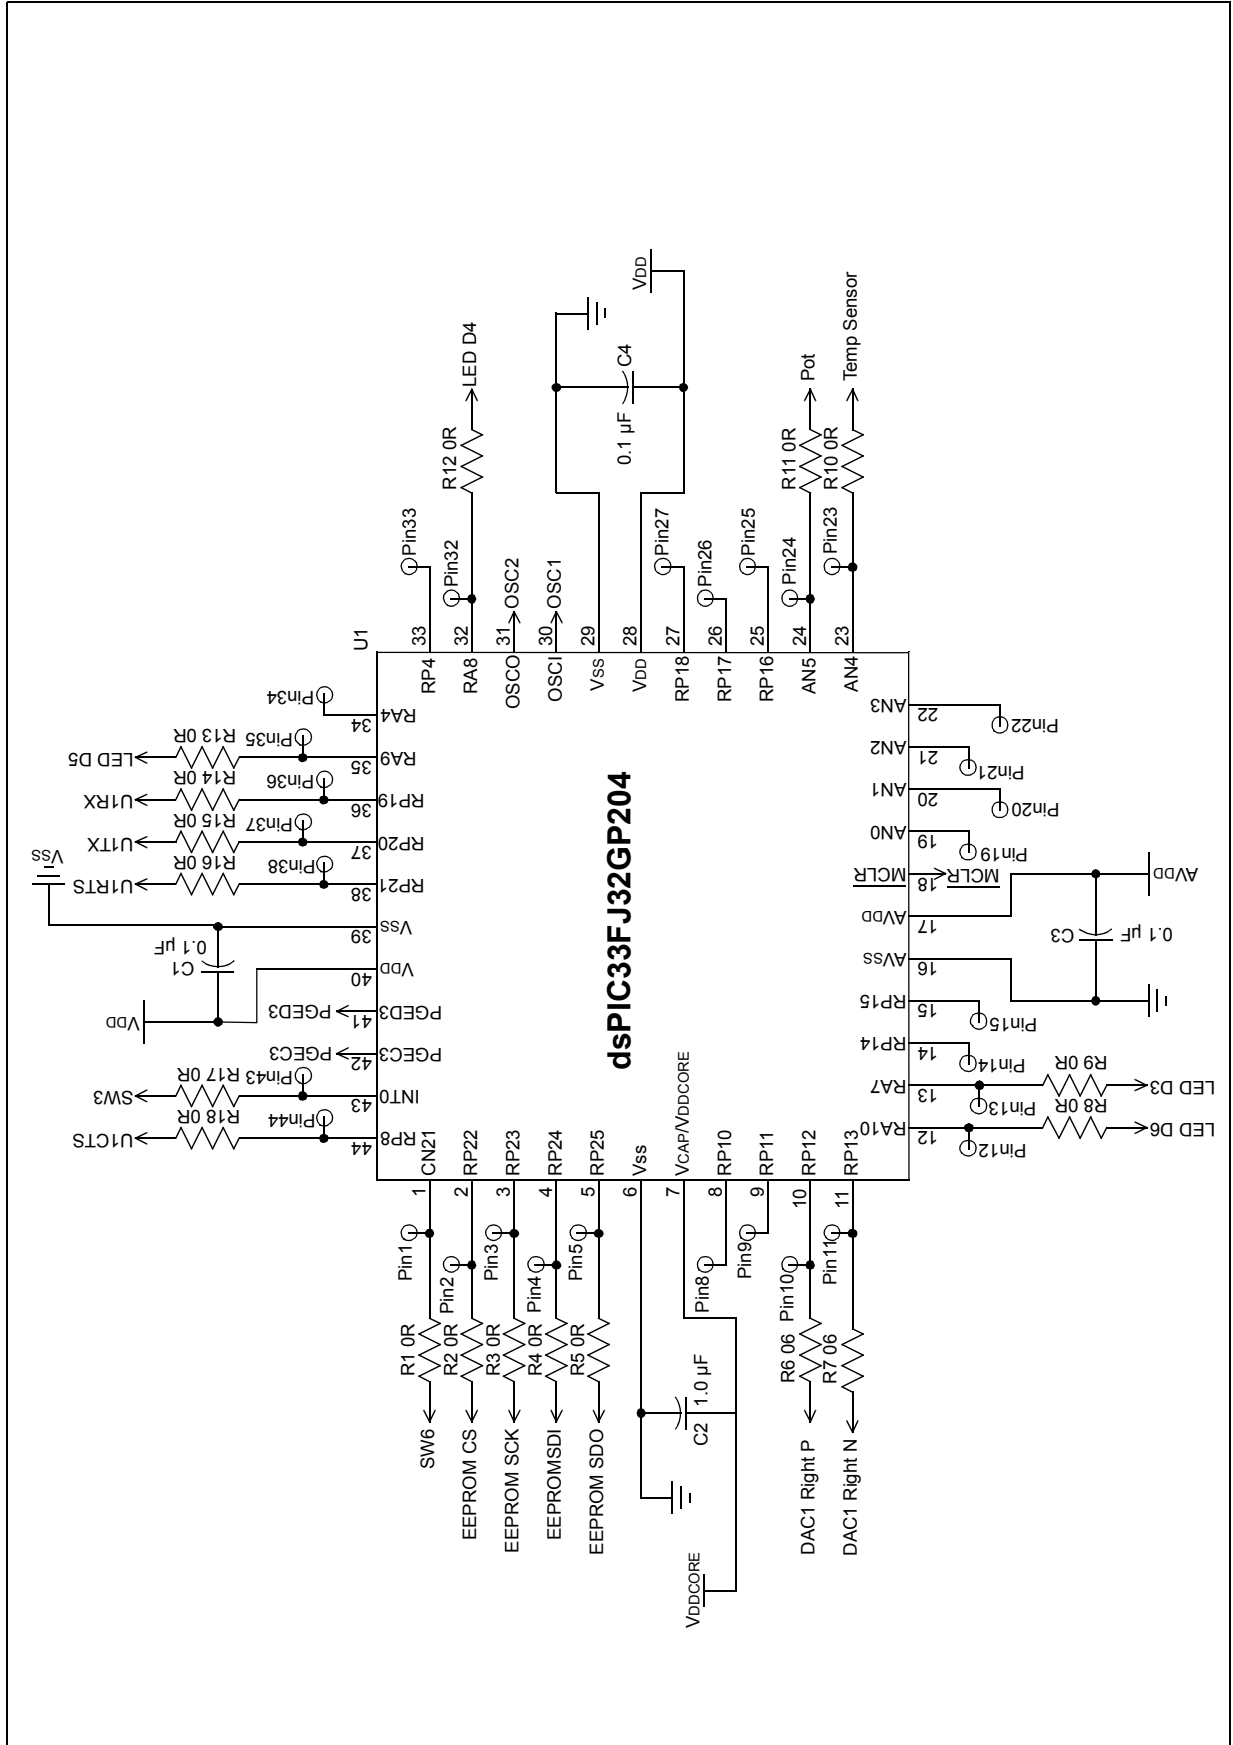 U1
dsPIC33FJ32GP204
SW6
R1 0R
Pin1
1
CN21
EEPROM CS
R2 0R
Pin2
2
RP22
EEPROM SCK
R3 0R
Pin3
3
RP23
EEPROMSDI
R4 0R
Pin4
4
RP24
EEPROM SDO
R5 0R
Pin5
5
RP25
6
Vss
C2
1.0 µF
VDDCORE
7
VCAP/VDDCORE
Pin8
8
RP10
Pin9
9
RP11
DAC1 Right P
R6 06
Pin10
10
RP12
DAC1 Right N
R7 06
Pin11
11
RP13
RA10
12
Pin12
R8 0R
LED D6
RA7
13
Pin13
R9 0R
LED D3
RP14
14
Pin14
RP15
15
Pin15
AVSS
16
AVDD
17
C3
0.1 µF
AVDD
MCLR
18
MCLR
AN0
19
Pin19
AN1
20
Pin20
AN2
21
Pin21
AN3
22
Pin22
AN4
23
Pin23
R10 0R
Temp Sensor
AN5
24
Pin24
R11 0R
Pot
RP16
25
Pin25
RP17
26
Pin26
RP18
27
Pin27
VDD
28
VSS
29
0.1 µF
C4
VDD
OSCI
30
OSC1
OSCO
31
OSC2
RA8
32
Pin32
R12 0R
LED D4
RP4
33
Pin33
RA4
34
Pin34
RA9
35
Pin35
R13 0R
LED D5
RP19
36
Pin36
R14 0R
U1RX
RP20
37
Pin37
R15 0R
U1TX
RP21
38
Pin38
R16 0R
U1RTS
VSS
39
VSS
C1
0.1 µF
VDD
40
VDD
PGED3
41
PGED3
PGEC3
42
PGEC3
INT0
43
Pin43
R17 0R
SW3
RP8
44
Pin44
R18 0R
U1CTS